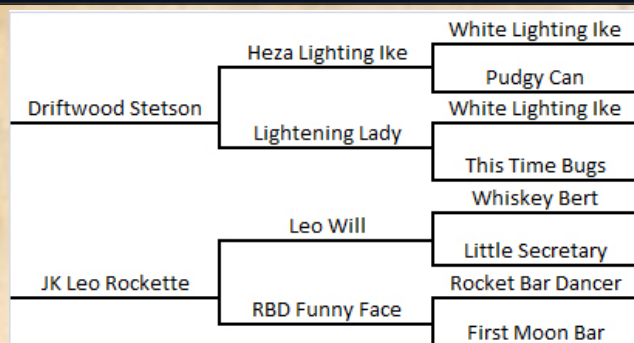 White Lighting Ike
Heza Lighting Ike
Pudgy Can
Driftwood Stetson
White Lighting Ike
Lightening Lady
This Time Bugs
Whiskey Bert
Leo Will
Little Secretary
JK Leo Rockette
Rocket Bar Dancer
RBD Funny Face
First Moon Bar